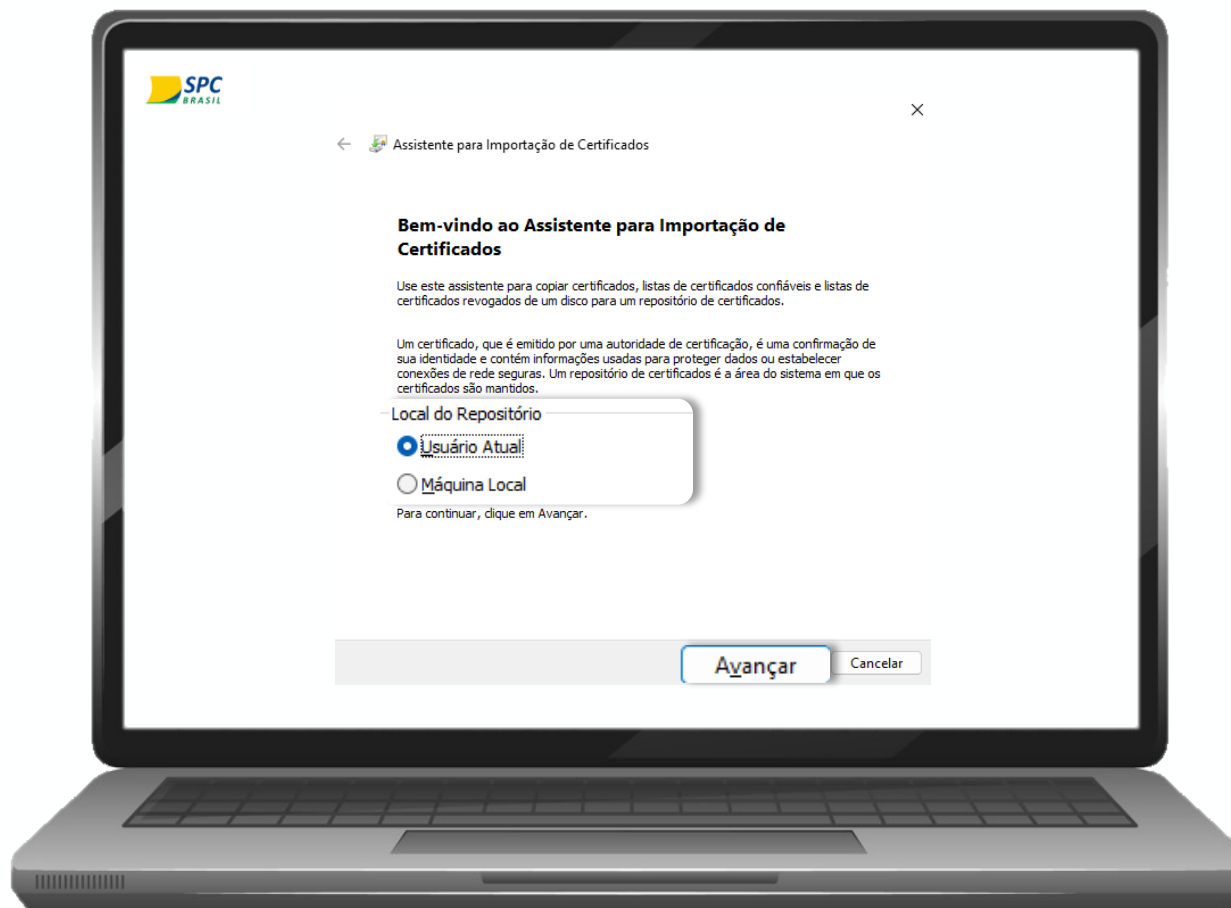 SPC
BRASIL
Assistente para Importação de Certificados
Bem-vindo ao Assistente para Importação de
Certificados
Use este assistente para copiar certificados, listas de certificados confiáveis e listas de
certificados revogados de um disco para um repositório de certificados.
Um certificado, que é emitido por uma autoridade de certificação, é uma confirmação de
sua identidade e contém informações usadas para proteger dados ou estabelecer
conexões de rede seguras. Um repositório de certificados é a área do sistema em que os
certificados são mantidos.
Local do Repositório
Usuário Atual
Máquina Local
Para continuar, clique em Avançar.
Avançar
Cancelar